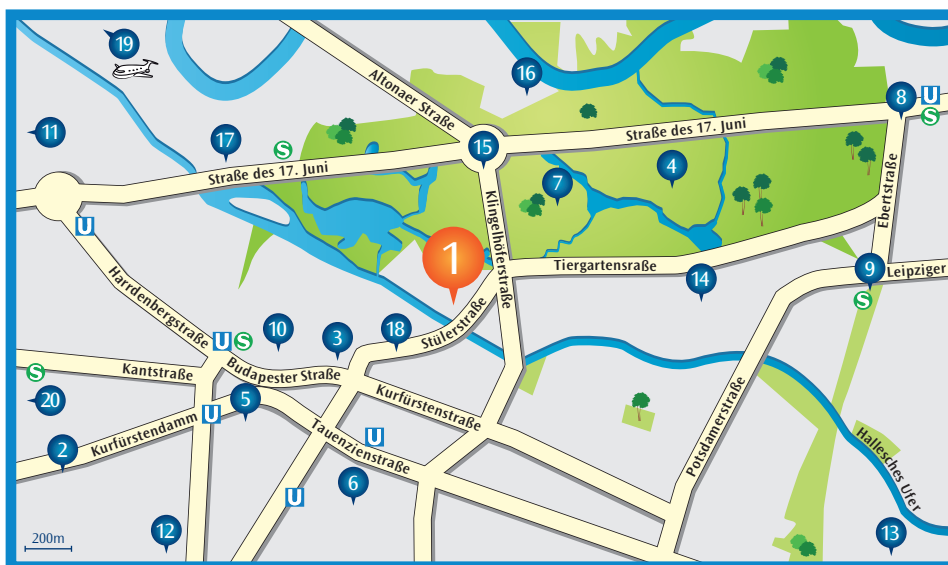 19
Altonaer Straße
16
8
U
S
11
17
S
15
Straße des 17. Juni
Straße des 17. Juni
4
7
Klingelhöferstraße
Ebertstraße
U
1
Tiergartensraße
9
Leipziger
14
S
Harrdenbergstraße
U
S
10
3
18
Stülerstraße
S
Kantstraße
Budapester Straße
20
5
Kurfürstenstraße
Potsdamerstraße
2
Kurfürstendamm
U
Tauenzienstraße
U
Hallesches Ufer
6
U
12
13
200m